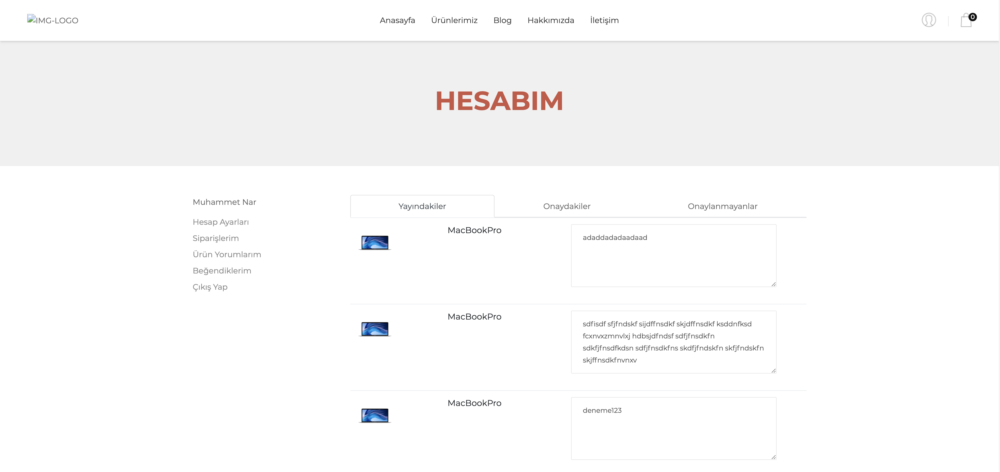 IMG-LOGO
Anasayfa Ürünlerimiz Blog Hakkımızda İletişim
0
HESABIM
Muhammet Nar
Hesap Ayarları
Siparişlerim
Ürün Yorumlarım
Beğendiklerim
Çıkış Yap
Yayındakiler Onaydakiler Onaylanmayanlar
MacBookPro
adaddadadaadaad
MacBookPro
sdfisdf sfjfndskf sijdffnsdkf skjdffnsdkf ksddnfksd
fcxnvxzmnvlxj hdbsjdfndsf sdfjfnsdkfn
sdkfjfnsdfkdsn sdfjfnsdkfns skdfjfndskfn skfjfndskfn
skjffnsdkfnvnxv
MacBookPro
deneme123